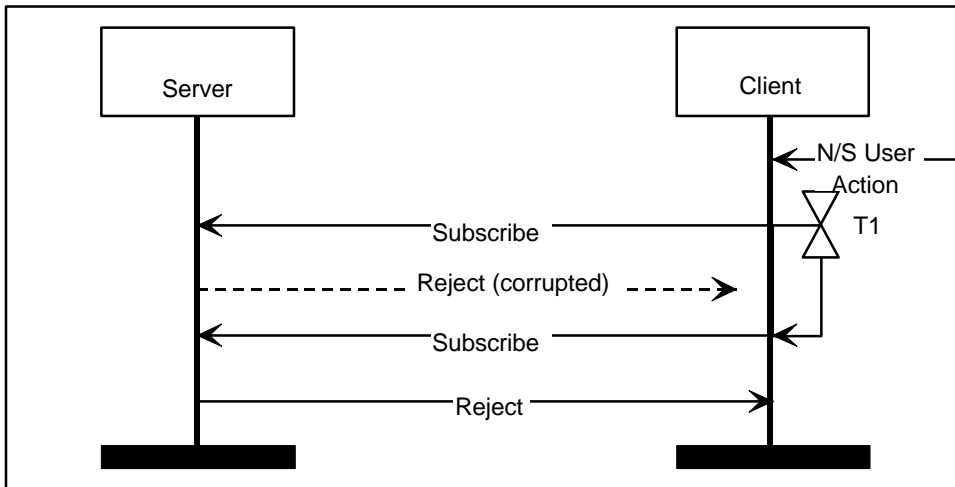 Server
Client
N/S User
Action
T1
Subscribe
Reject (corrupted)
Subscribe
Reject